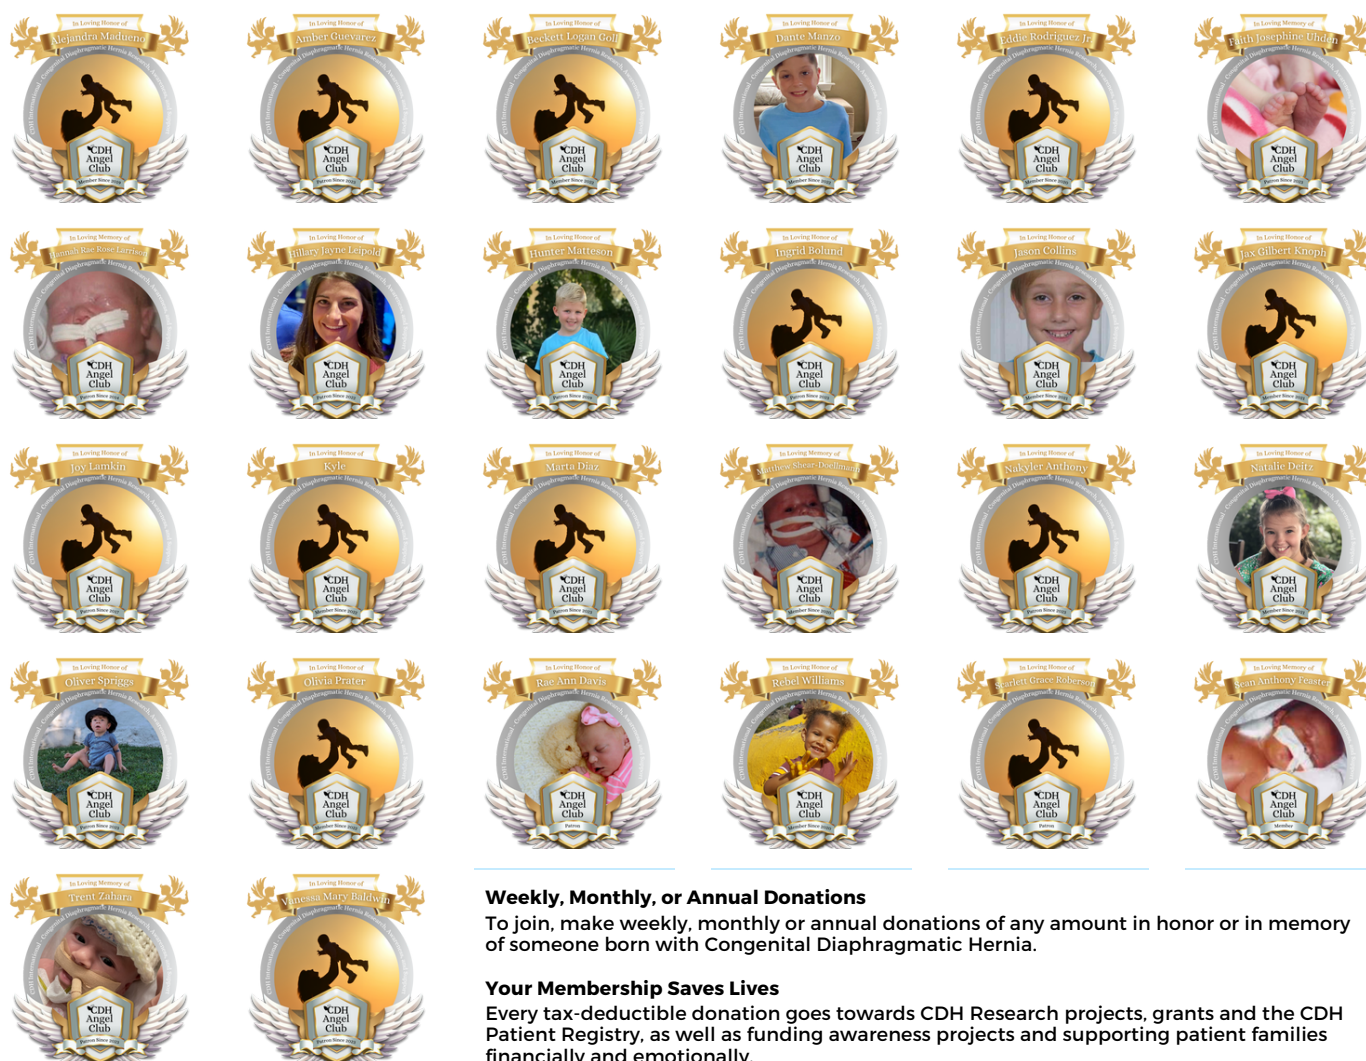 In Loving Honor of
Alejandra Madueno
CDH Angel Club
In Loving Honor of
Amber Guevarez
CDH Angel Club
In Loving Honor of
Beckett Logan Goll
CDH Angel Club
In Loving Honor of
Dante Manzo
CDH Angel Club
In Loving Honor of
Eddie Rodriguez Jr
CDH Angel Club
In Loving Memory of
Faith Josephine Uhden
CDH Angel Club
In Loving Memory of
Hannah Rae Rose Larrison
CDH Angel Club
In Loving Honor of
Hillary Jayne Leipold
CDH Angel Club
In Loving Honor of
Hunter Matteson
CDH Angel Club
In Loving Honor of
Ingrid Bolund
CDH Angel Club
In Loving Honor of
Jason Collins
CDH Angel Club
In Loving Honor of
Jax Gilbert Knoph
CDH Angel Club
In Loving Honor of
Joy Lamkin
CDH Angel Club
In Loving Honor of
Kyle
CDH Angel Club
In Loving Honor of
Marta Diaz
CDH Angel Club
In Loving Memory of
Matthew Shear-Doellmann
CDH Angel Club
In Loving Honor of
Nakyler Anthony
CDH Angel Club
In Loving Honor of
Natalie Deitz
CDH Angel Club
In Loving Honor of
Oliver Spriggs
CDH Angel Club
In Loving Honor of
Olivia Prater
CDH Angel Club
In Loving Honor of
Rae Ann Davis
CDH Angel Club
Patron
In Loving Honor of
Rebel Williams
CDH Angel Club
In Loving Honor of
Scarlett Grace Roberson
CDH Angel Club
Patron
In Loving Memory of
Sean Anthony Feaster
CDH Angel Club
Member
In Loving Memory of
Trent Zahara
CDH Angel Club
In Loving Honor of
Vanessa Mary Baldwin
CDH Angel Club
Weekly, Monthly, or Annual Donations
To join, make weekly, monthly or annual donations of any amount in honor or in memory
of someone born with Congenital Diaphragmatic Hernia.
Your Membership Saves Lives
Every tax-deductible donation goes towards CDH Research projects, grants and the CDH
Patient Registry, as well as funding awareness projects and supporting patient families
financially and emotionally.